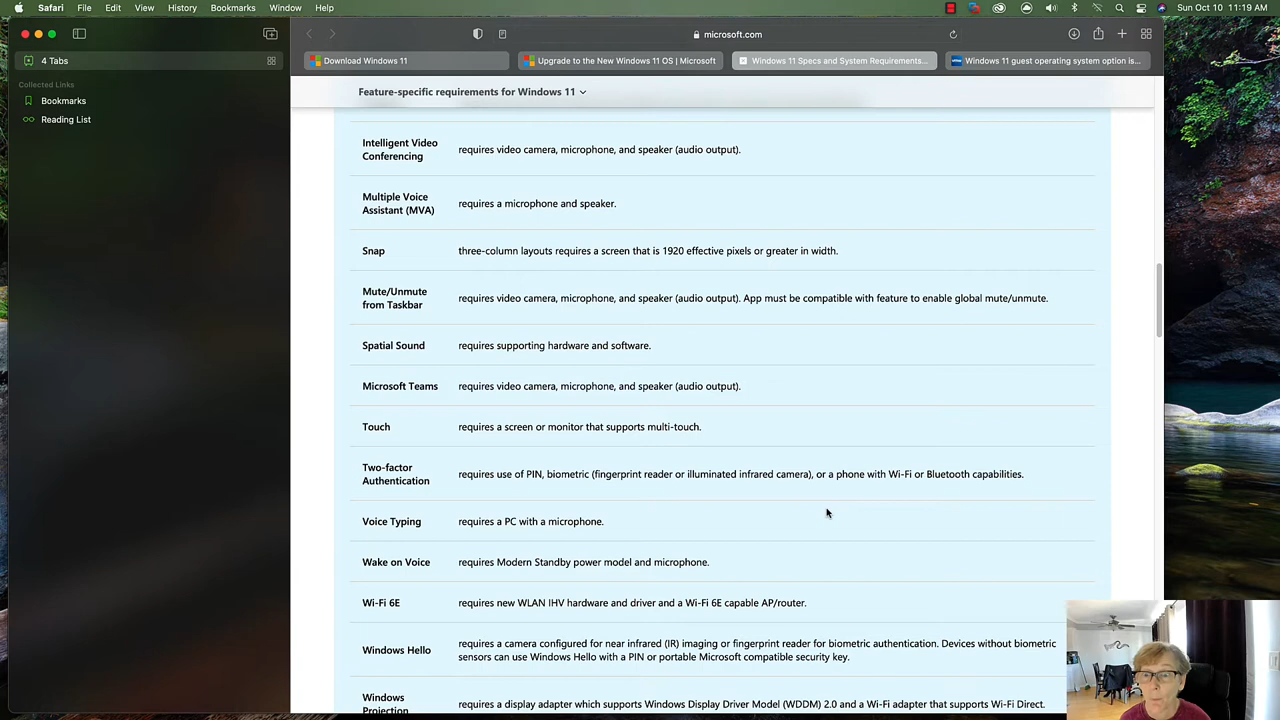 Safari File Edit View History Bookmarks Window Help Sun Oct 10 11:19 AM
4 Tabs
Collected Links
Bookmarks
Reading List
microsoft.com
Download Windows 11
Upgrade to the New Windows 11 OS | Microsoft
Windows 11 Specs and System Requirements...
Windows 11 guest operating system option is...
Feature-specific requirements for Windows 11
Intelligent Video
Conferencing
requires video camera, microphone, and speaker (audio output).
Multiple Voice
Assistant (MVA)
requires a microphone and speaker.
Snap
three-column layouts requires a screen that is 1920 effective pixels or greater in width.
Mute/Unmute
from Taskbar
requires video camera, microphone, and speaker (audio output). App must be compatible with feature to enable global mute/unmute.
Spatial Sound
requires supporting hardware and software.
Microsoft Teams
requires video camera, microphone, and speaker (audio output).
Touch
requires a screen or monitor that supports multi-touch.
Two-factor
Authentication
requires use of PIN, biometric (fingerprint reader or illuminated infrared camera), or a phone with Wi-Fi or Bluetooth capabilities.
Voice Typing
requires a PC with a microphone.
Wake on Voice
requires Modern Standby power model and microphone.
Wi-Fi 6E
requires new WLAN IHV hardware and driver and a Wi-Fi 6E capable AP/router.
Windows Hello
requires a camera configured for near infrared (IR) imaging or fingerprint reader for biometric authentication. Devices without biometric
sensors can use Windows Hello with a PIN or portable Microsoft compatible security key.
Windows
Projection
requires a display adapter which supports Windows Display Driver Model (WDDM) 2.0 and a Wi-Fi adapter that supports Wi-Fi Direct.